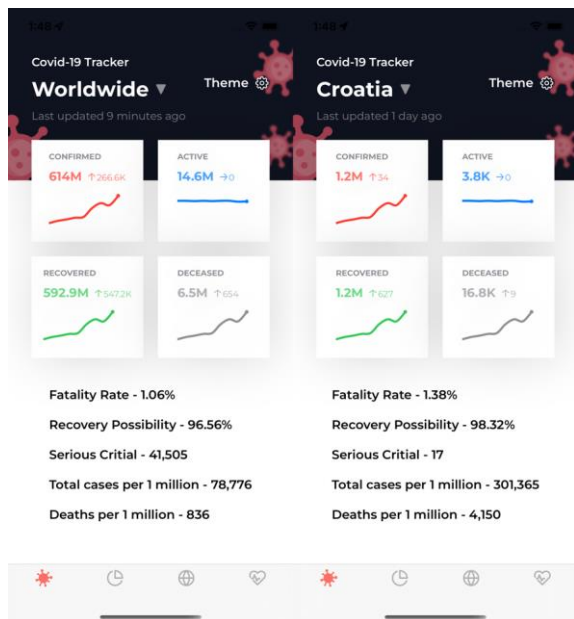 1:48
Covid-19 Tracker
Worldwide ▼
Theme
Last updated 9 minutes ago
CONFIRMED
614M ↑266.6K
ACTIVE
14.6M →0
RECOVERED
592.9M ↑547.2K
DECEASED
6.5M ↑654
Fatality Rate - 1.06%
Recovery Possibility - 96.56%
Serious Critial - 41,505
Total cases per 1 million - 78,776
Deaths per 1 million - 836
1:48
Covid-19 Tracker
Croatia ▼
Theme
Last updated 1 day ago
CONFIRMED
1.2M ↑34
ACTIVE
3.8K →0
RECOVERED
1.2M ↑627
DECEASED
16.8K ↑9
Fatality Rate - 1.38%
Recovery Possibility - 98.32%
Serious Critial - 17
Total cases per 1 million - 301,365
Deaths per 1 million - 4,150